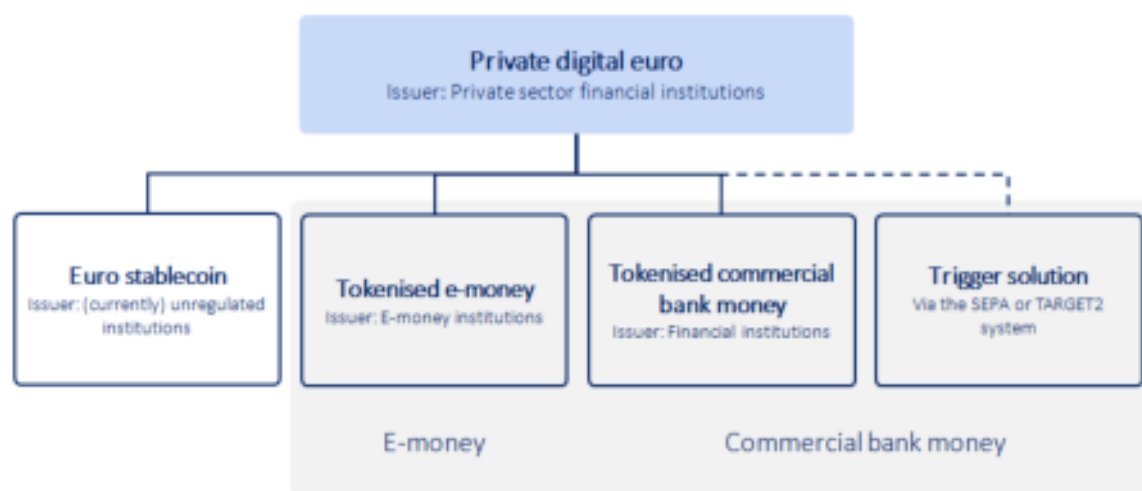 Private digital euro
Issuer: Private sector financial institutions
Euro stablecoin
Issuer: (currently) unregulated
institutions
Tokenised e-money
Issuer: E-money institutions
Tokenised commercial
bank money
Issuer: Financial institutions
Trigger solution
Via the SEPA or TARGET2
system
E-money
Commercial bank money